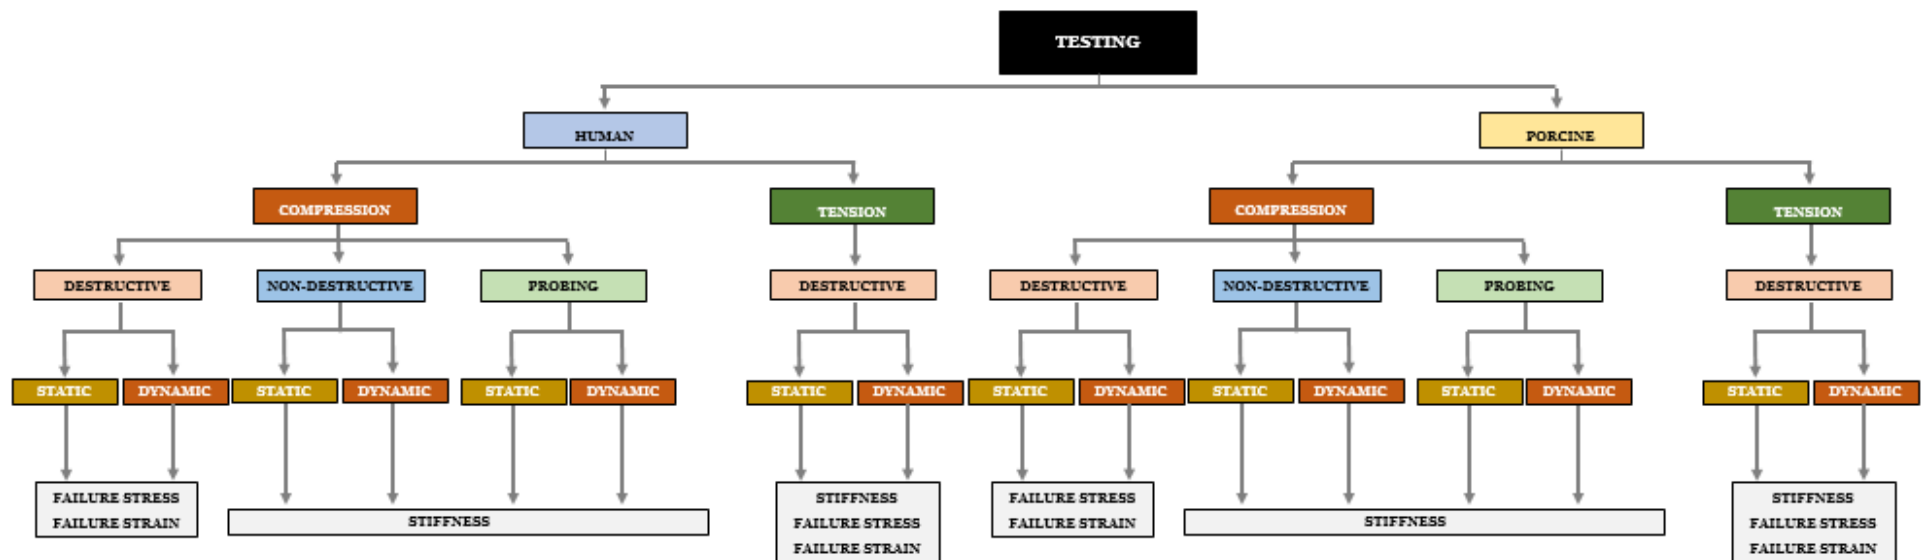 TESTING
HUMAN
PORCINE
COMPRESSION
TENSION
COMPRESSION
TENSION
DESTRUCTIVE
NON-DESTRUCTIVE
PROBING
DESTRUCTIVE
DESTRUCTIVE
NON-DESTRUCTIVE
PROBING
DESTRUCTIVE
STATIC
DYNAMIC
STATIC
DYNAMIC
STATIC
DYNAMIC
STATIC
DYNAMIC
STATIC
DYNAMIC
STATIC
DYNAMIC
STATIC
DYNAMIC
STATIC
DYNAMIC
FAILURE STRESS
FAILURE STRAIN
STIFFNESS
STIFFNESS
FAILURE STRESS
FAILURE STRAIN
FAILURE STRESS
FAILURE STRAIN
STIFFNESS
STIFFNESS
FAILURE STRESS
FAILURE STRAIN